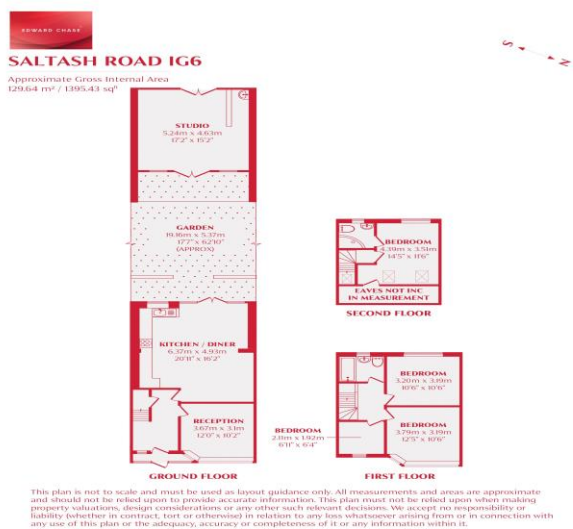 EDWARD CHASE
SALTASH ROAD IG6
Approximate Gross Internal Area
129.64 m² / 1395.43 sqft
S
N
STUDIO
5.24m x 4.63m
17'2" x 15'2"
GARDEN
19.16m x 5.37m
17'7" x 62'10"
(APPROX)
KITCHEN / DINER
6.37m x 4.93m
20'11" x 16'2"
RECEPTION
3.67m x 3.1m
12'0" x 10'2"
GROUND FLOOR
BEDROOM
4.39m x 3.51m
14'5" x 11'6"
EAVES NOT INC
IN MEASUREMENT
SECOND FLOOR
BEDROOM
3.20m x 3.19m
10'6" x 10'6"
BEDROOM
3.79m x 3.19m
12'5" x 10'6"
BEDROOM
2.11m x 1.92m
6'11" x 6'4"
FIRST FLOOR
This plan is not to scale and must be used as layout guidance only. All measurements and areas are approximate
and should not be relied upon to provide accurate information. This plan must not be relied upon when making
property valuations, design considerations or any other such relevant decisions. We accept no responsibility or
liability (whether in contract, tort or otherwise) in relation to any loss whatsoever arising from or in connection with
any use of this plan or the adequacy, accuracy or completeness of it or any information within it.